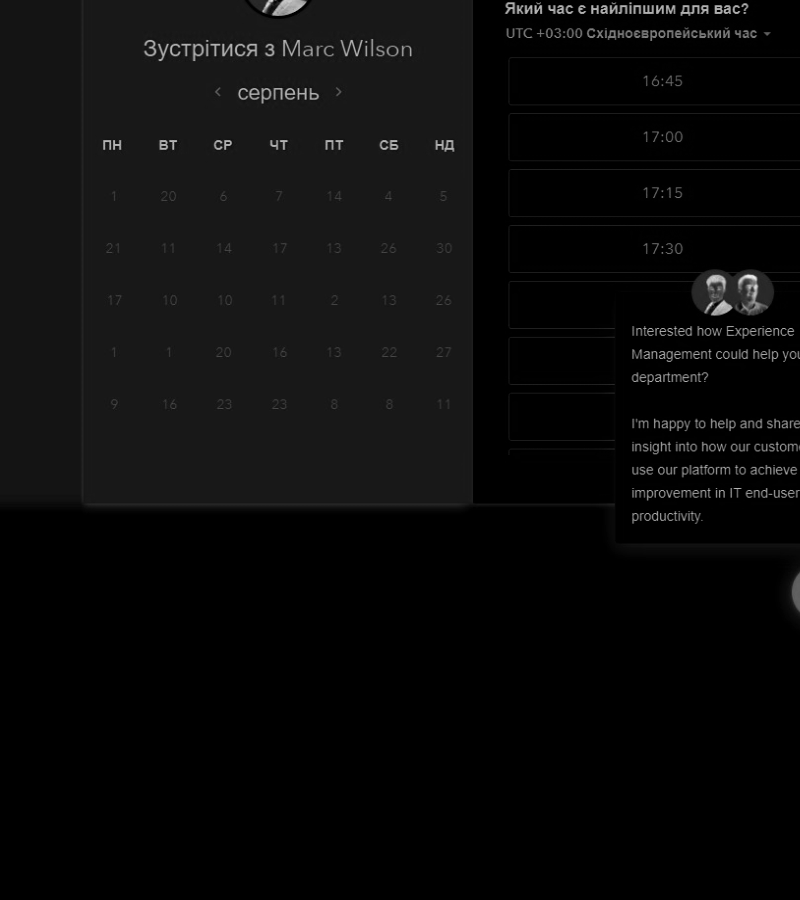 Зустрітися з Marc Wilson
серпень
ПН ВТ СР ЧТ ПТ СБ НД
1 20 6 7 14 4 5
21 11 14 17 13 26 30
17 10 10 11 2 13 26
1 1 20 16 13 22 27
9 16 23 23 8 8 11
Який час є найліпшим для вас?
UTC +03:00 Східноєвропейський час
16:45
17:00
17:15
17:30
Interested how Experience
Management could help you
department?
I'm happy to help and share
insight into how our custome
use our platform to achieve
improvement in IT end-user
productivity.